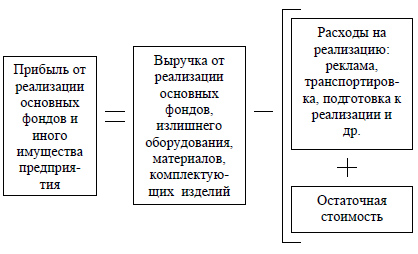 Прибыль от
реализации
основных
фондов и
иного
имущества
предприя-
тия
=
Выручка от
реализации
основных
фондов,
излишнего
оборудования,
материалов,
комплектую-
щих изделий
—
Расходы на
реализацию:
реклама,
транспортиров-
ка, подготовка к
реализации и
др.
+
Остаточная
стоимость